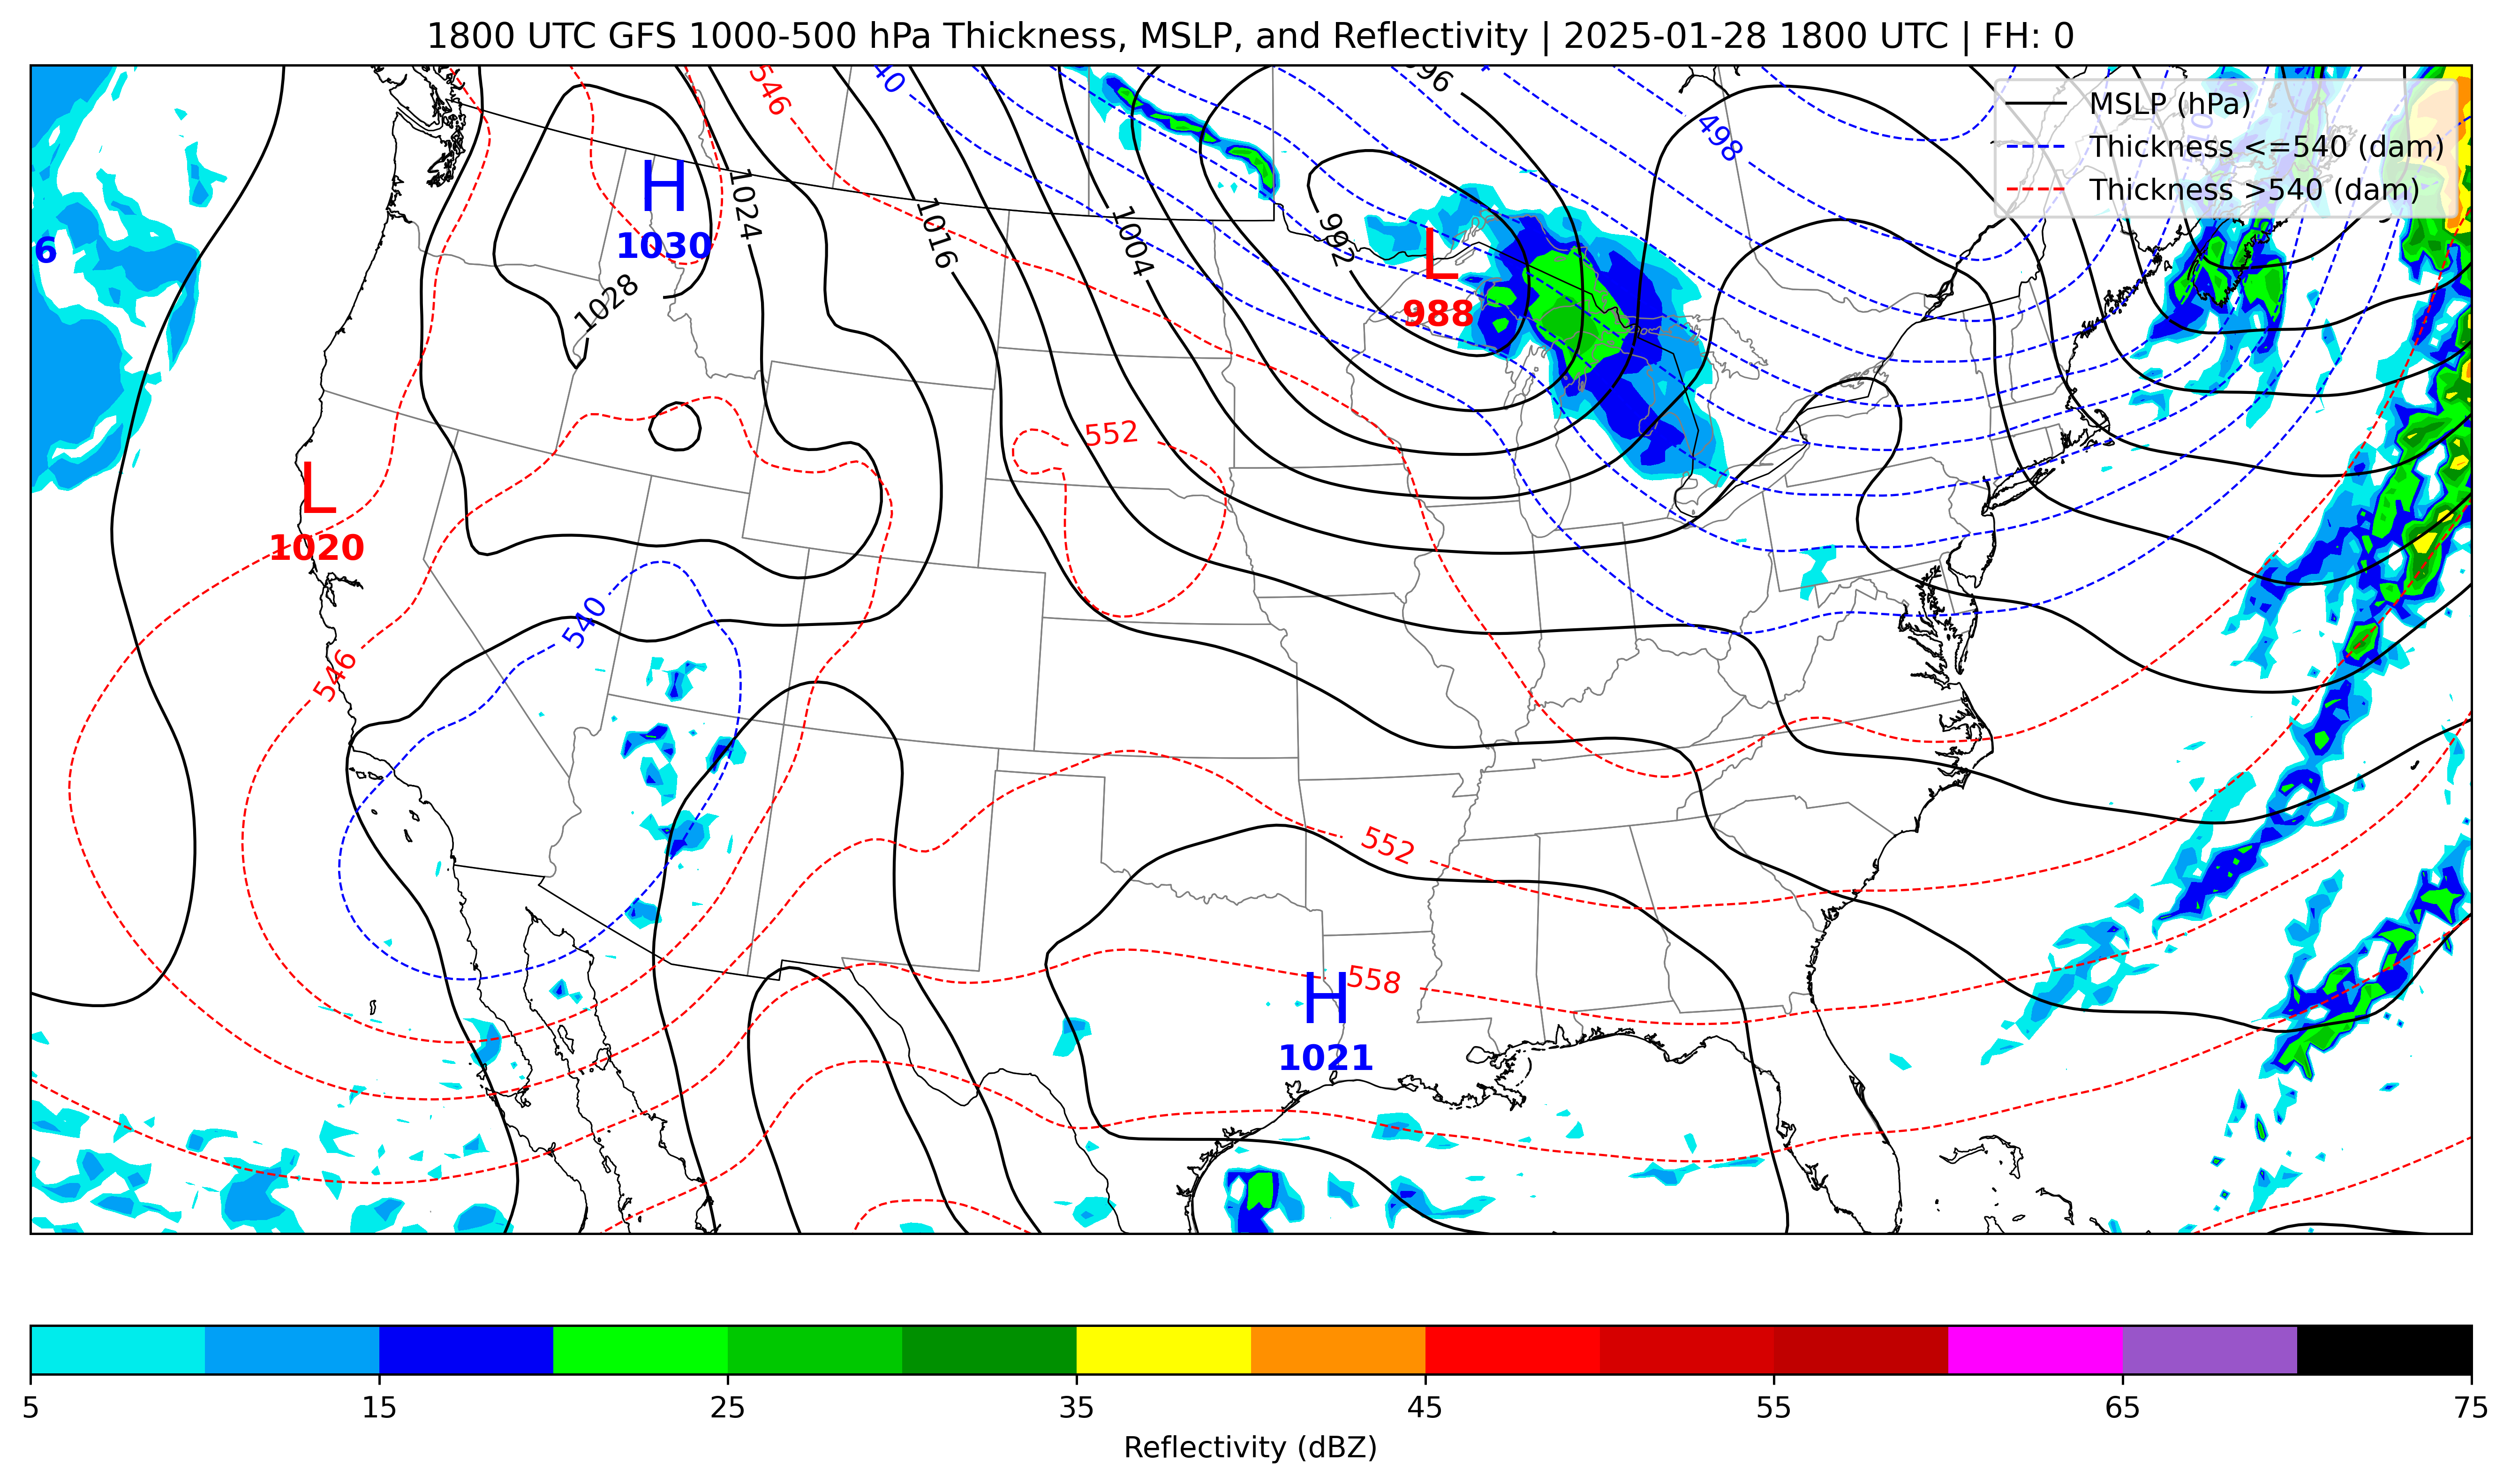 1800 UTC GFS 1000-500 hPa Thickness, MSLP, and Reflectivity | 2025-01-28 1800 UTC | FH: 0
MSLP (hPa)
Thickness <=540 (dam)
Thickness >540 (dam)
546
498
H
1030
1024
1016
1004
992
L
988
6
1028
552
L
1020
540
546
552
558
H
1021
5 15 25 35 45 55 65 75
Reflectivity (dBZ)